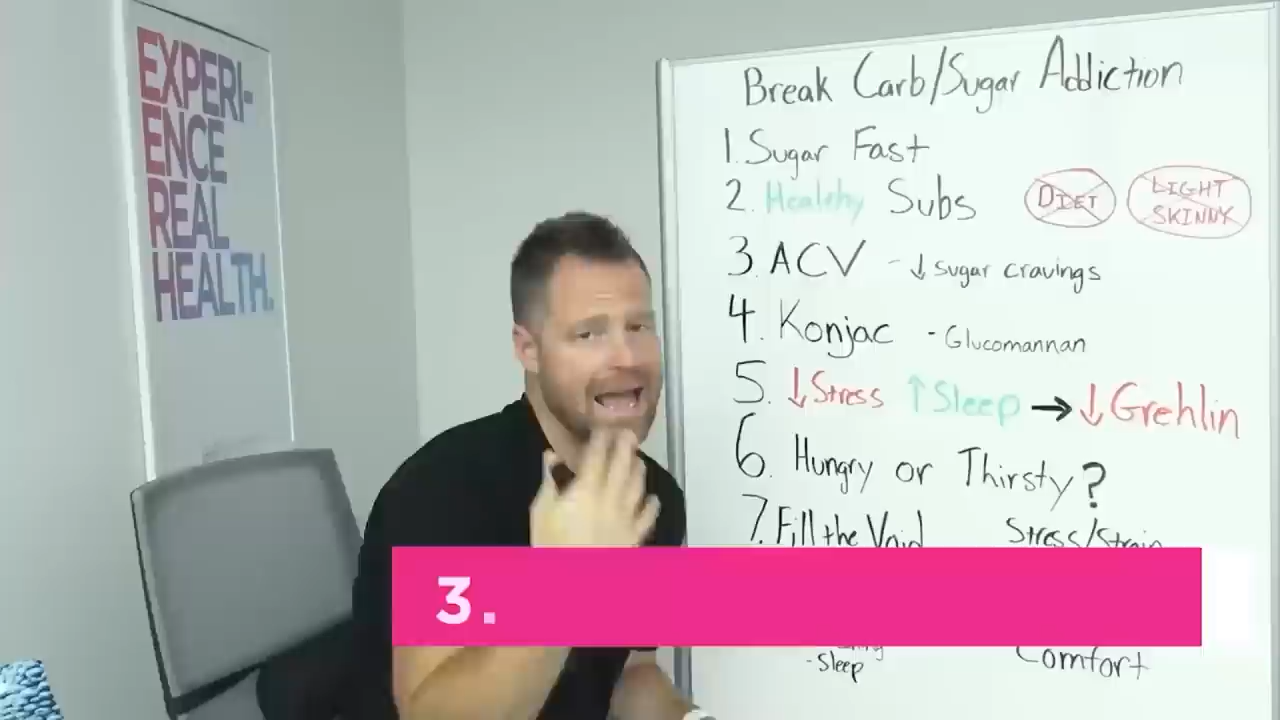 EXPERI-
ENCE
REAL
HEALTH.
Break Carb/Sugar Addiction
1. Sugar Fast
2. Healthy Subs DIET LIGHT SKINNY
3. ACV - ↓ sugar cravings
4. Konjac - Glucomannan
5. ↓ Stress ↑ Sleep → ↓ Grehlin
6. Hungry or Thirsty?
7. Fill the Void Stress/Strain
3.
-Sleep Comfort